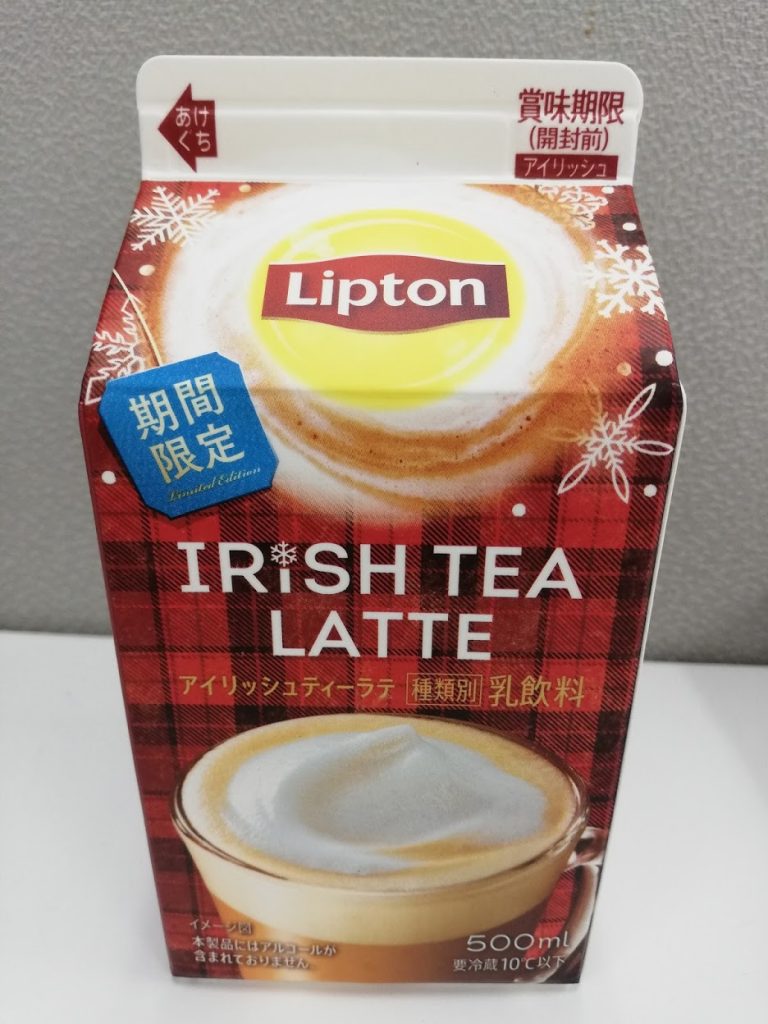 あけぐち
賞味期限
(開封前)
アイリッシュ
Lipton
期間
限定
Limited Edition
IRiSH TEA
LATTE
アイリッシュティーラテ 種類別 乳飲料
イメージ図
本製品にはアルコールが
含まれておりません
500ml
要冷蔵10℃以下